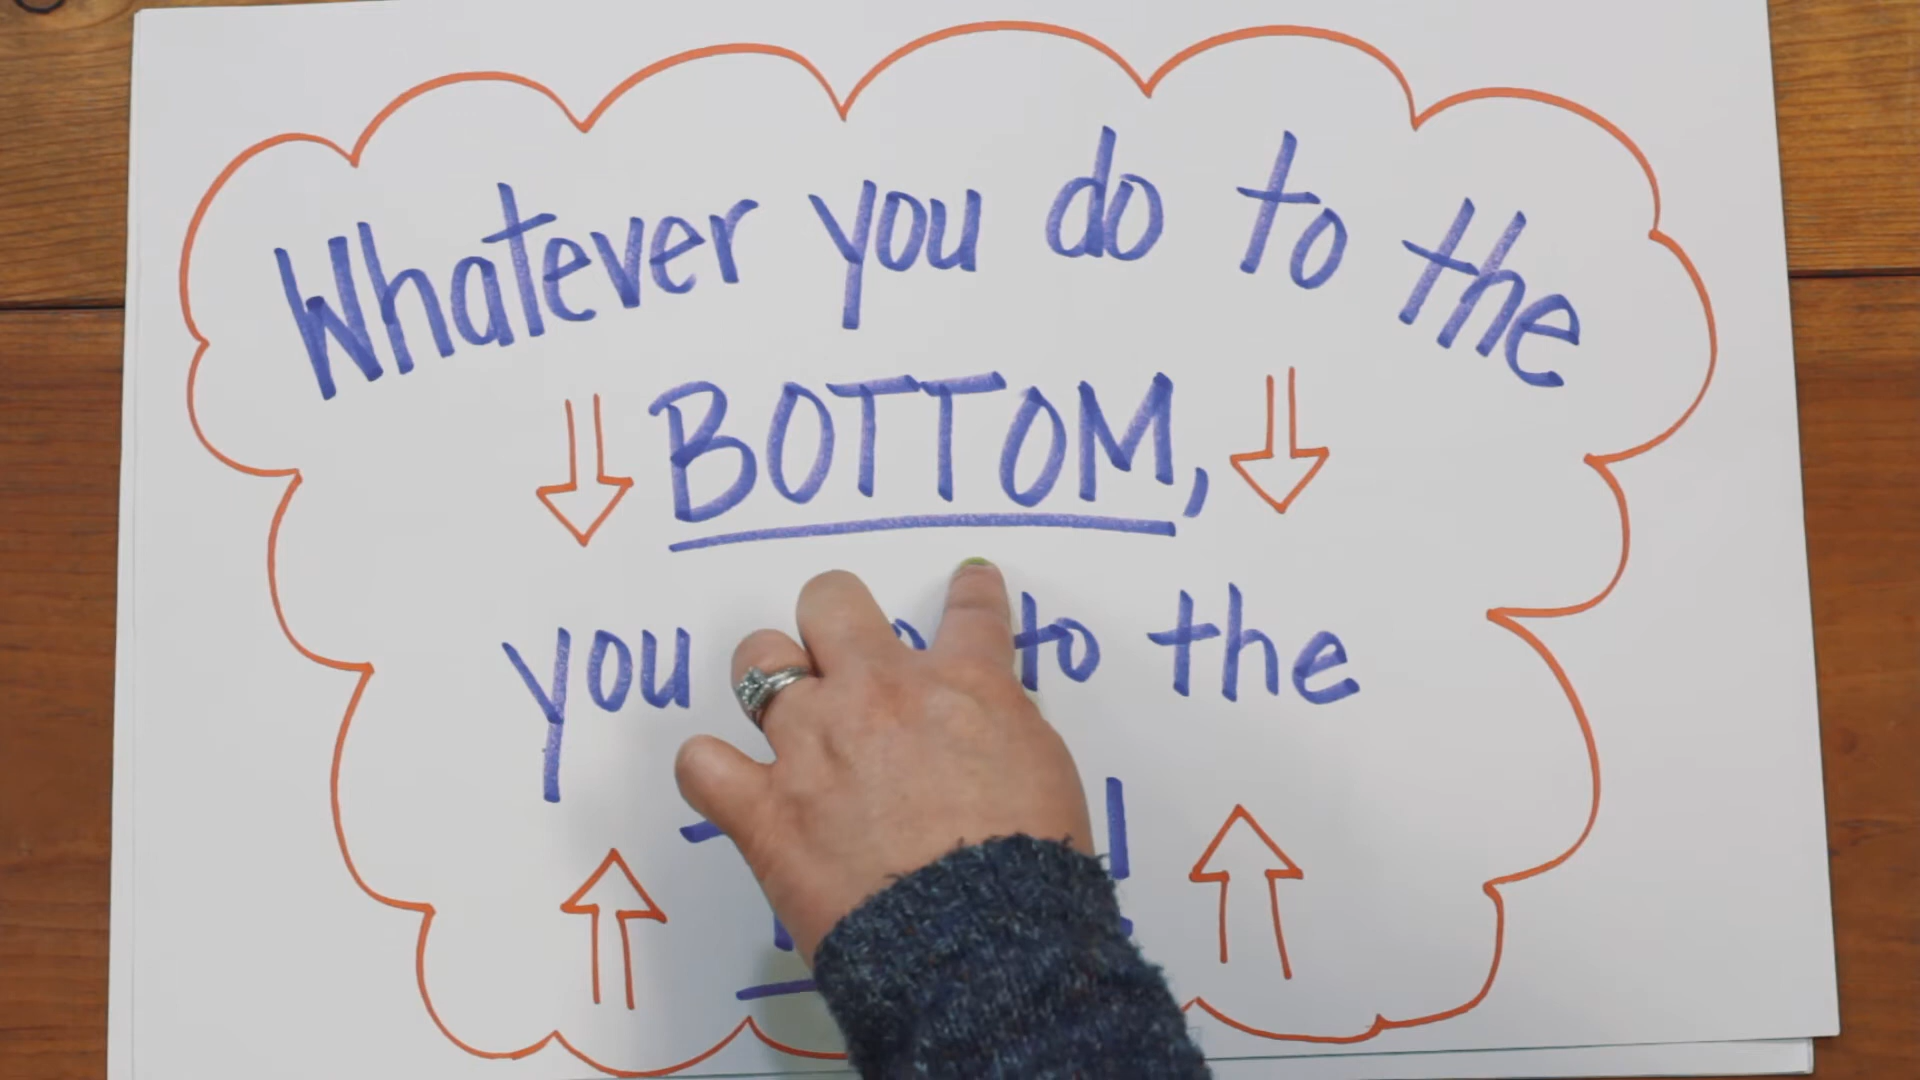 Whatever you do to the
BOTTOM,
you to the
!